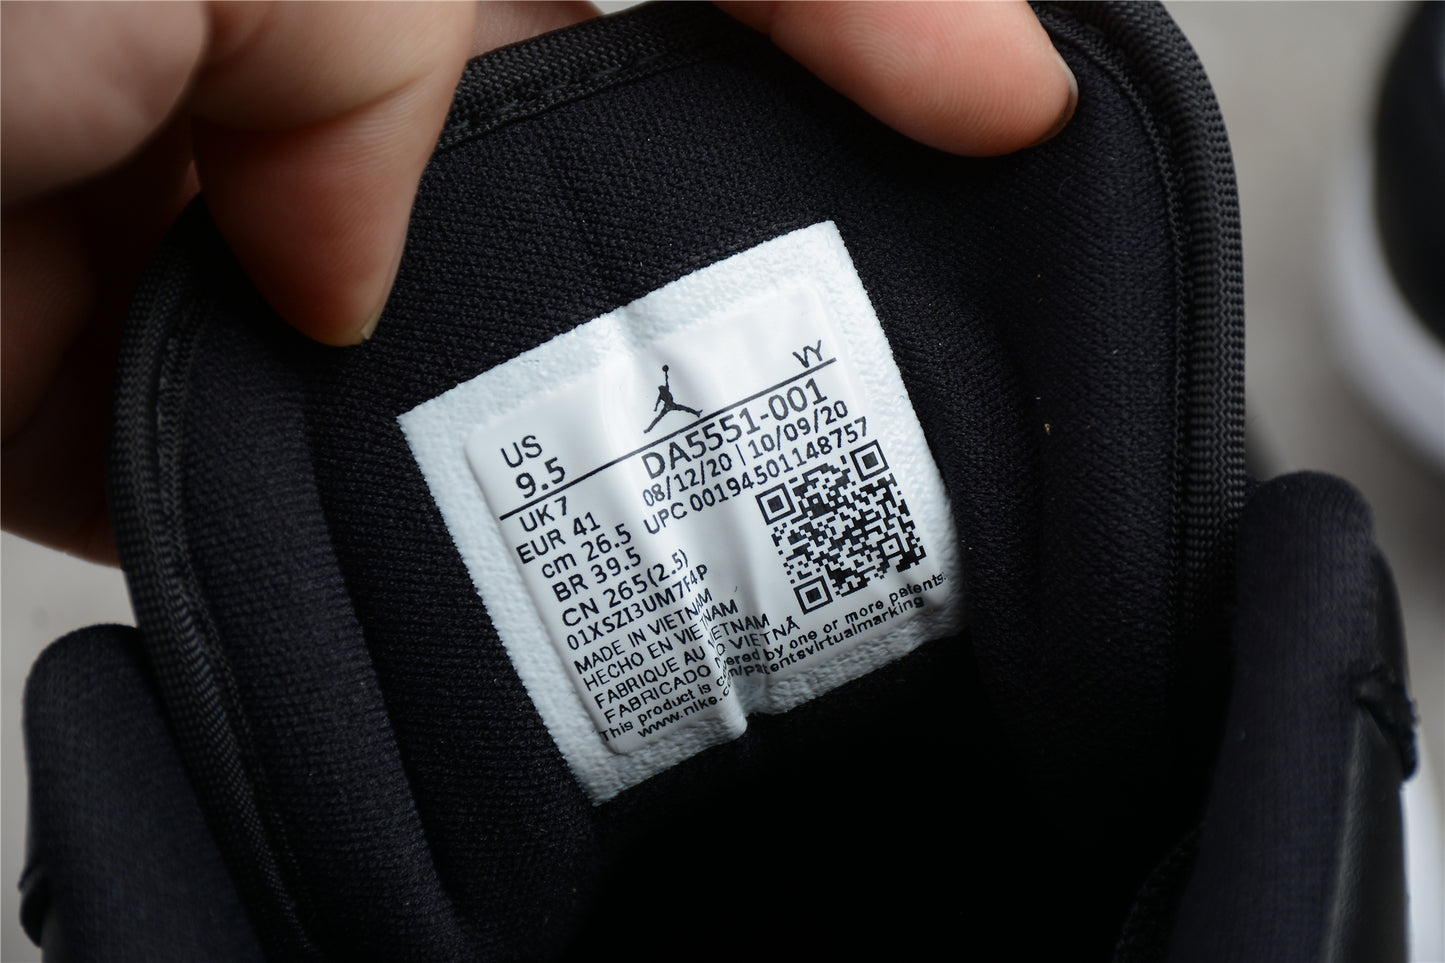 VY
US
9.5
DA5551-001
08/12/20 | 10/09/20
UPC 00194501148757
UK 7
EUR 41
cm 26.5
BR 39.5
CN 265(2.5)
01XSZI3UM7F4P
MADE IN VIETNAM
HECHO EN VIETNAM
FABRIQUE AU VIETNAM
FABRICADO NO VIETNÃ
This product is covered by one or more patents.
www.nike.com/patentsvirtualmarking